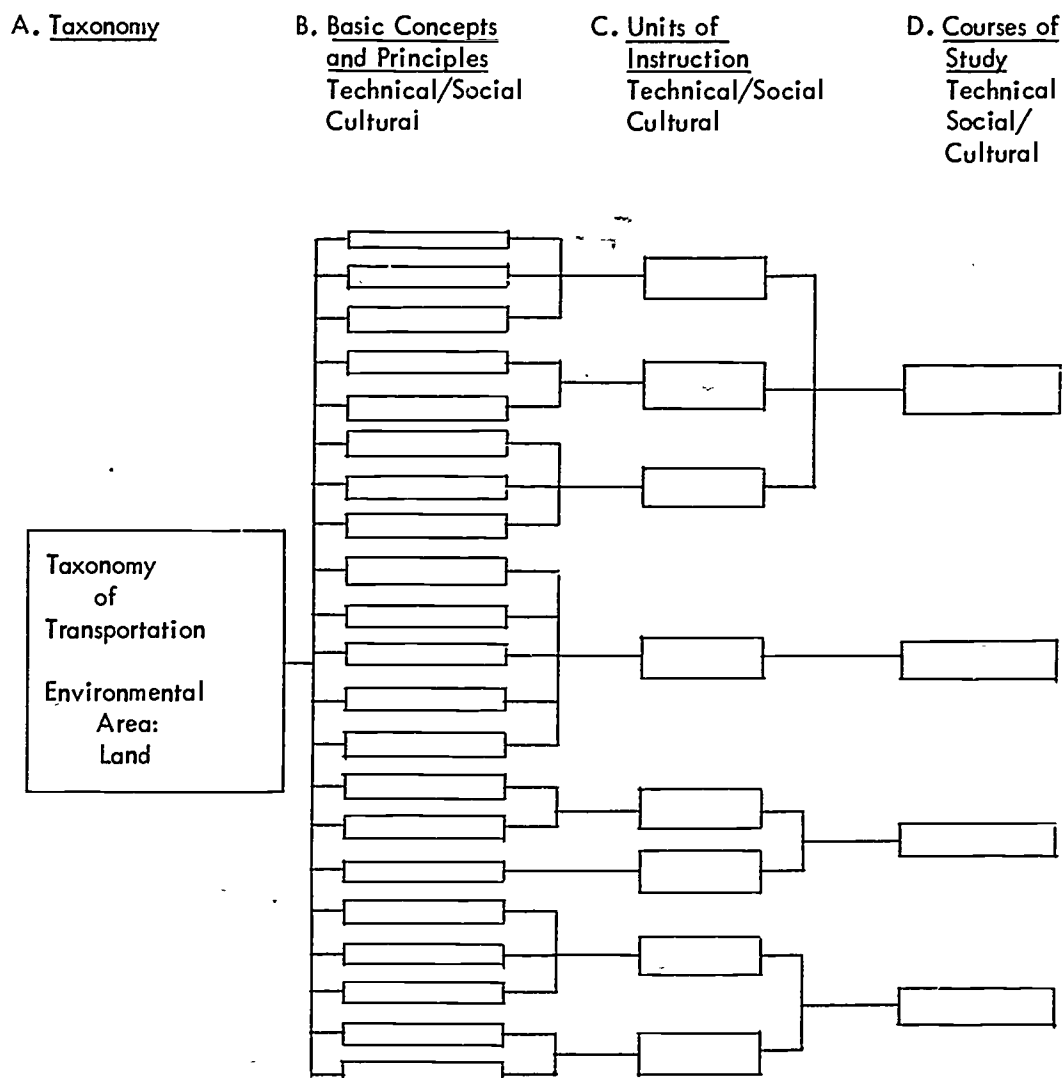 A. Taxonomy
B. Basic Concepts
and Principles
Technical/Social
Cultural
C. Units of
Instruction
Technical/Social
Cultural
D. Courses of
Study
Technical
Social/
Cultural
Taxonomy
of
Transportation
Environmental
Area:
Land